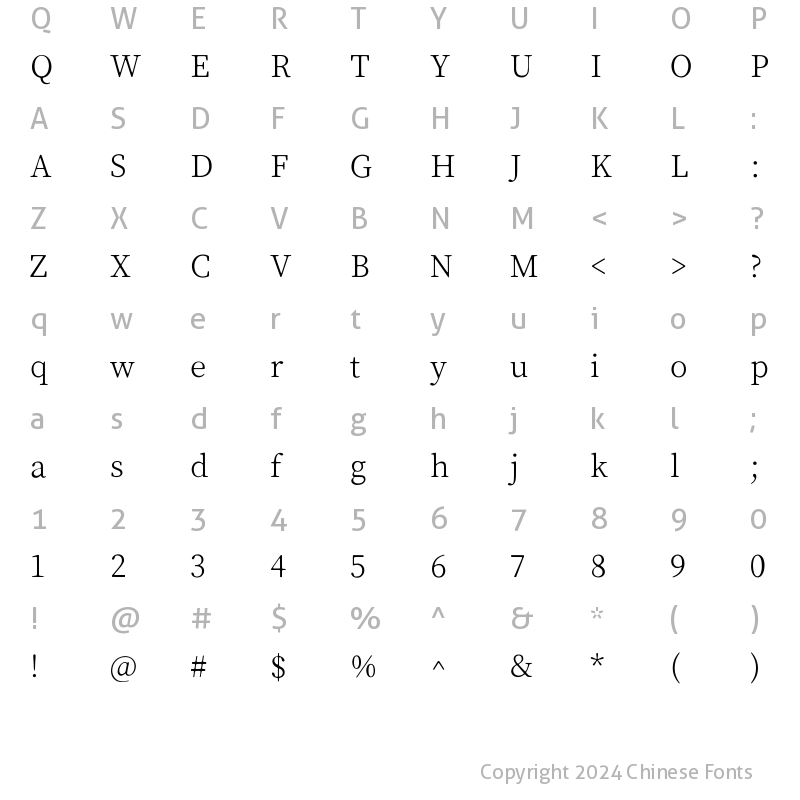 Q W E R T Y U I O P
Q W E R T Y U I O P
A S D F G H J K L :
A S D F G H J K L :
Z X C V B N M < > ?
Z X C V B N M < > ?
q w e r t y u i o p
q w e r t y u i o p
a s d f g h j k l ;
a s d f g h j k l ;
1 2 3 4 5 6 7 8 9 0
1 2 3 4 5 6 7 8 9 0
! @ # $ % ^ & * ( )
! @ # $ % ^ & * ( )
Copyright 2024 Chinese Fonts